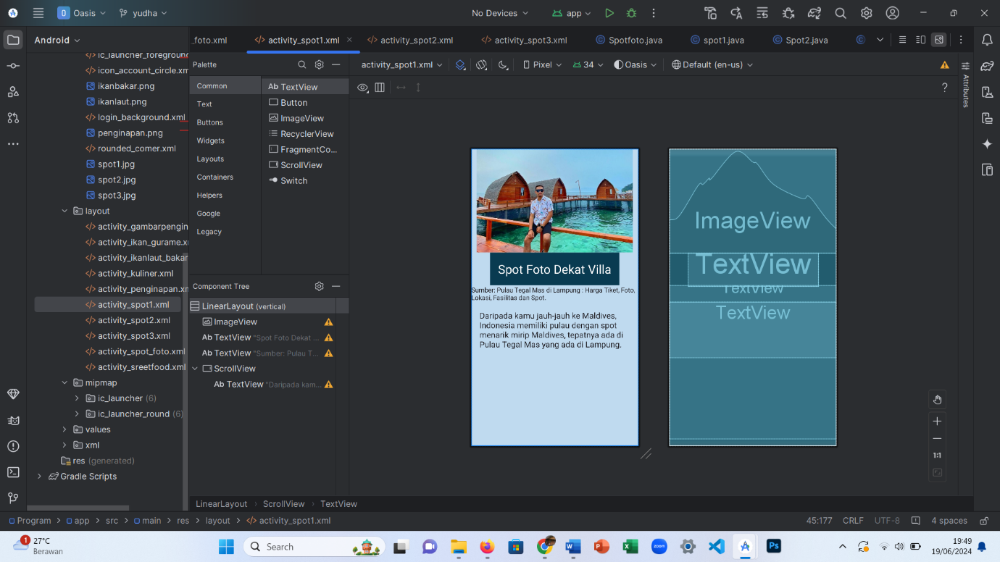 Oasis
yudha
No Devices
app
Android
_foto.xml
activity_spot1.xml
activity_spot2.xml
activity_spot3.xml
Spotfoto.java
spot1.java
Spot2.java
ic_launcher_foreground
icon_account_circle.xm
ikanbakar.png
ikanlaut.png
login_background.xml
penginapan.png
rounded_comer.xml
spot1.jpg
spot2.jpg
spot3.jpg
layout
activity_gambarpengin
activity_ikan_gurame.xr
activity_ikanlaut_bakar
activity_kuliner.xml
activity_penginapan.xm
activity_spot1.xml
activity_spot2.xml
activity_spot3.xml
activity_spot_foto.xml
activity_sreetfood.xml
mipmap
ic_launcher (6)
ic_launcher_round (6)
values
xml
res (generated)
Gradle Scripts
Palette
Common
Text
Buttons
Widgets
Layouts
Containers
Helpers
Google
Legacy
Ab TextView
Button
ImageView
RecyclerView
FragmentCo...
ScrollView
Switch
Component Tree
LinearLayout (vertical)
ImageView
Ab TextView "Spot Foto Dekat ...
Ab TextView "Sumber: Pulau T...
ScrollView
Ab TextView "Daripada kam...
activity_spot1.xml
Pixel
34
Oasis
Default (en-us)
?
Attributes
Spot Foto Dekat Villa
Sumber: Pulau Tegal Mas di Lampung : Harga Tiket, Foto,
Lokasi, Fasilitas dan Spot.
Daripada kamu jauh-jauh ke Maldives,
Indonesia memiliki pulau dengan spot
menarik mirip Maldives, tepatnya ada di
Pulau Tegal Mas yang ada di Lampung.
ImageView
TextView
TextView
TextView
1:1
LinearLayout
ScrollView
TextView
Program
app
src
main
res
layout
activity_spot1.xml
45:177
CRLF
UTF-8
4 spaces
1
27°C
Berawan
Search
zoom
Ps
19:49
19/06/2024